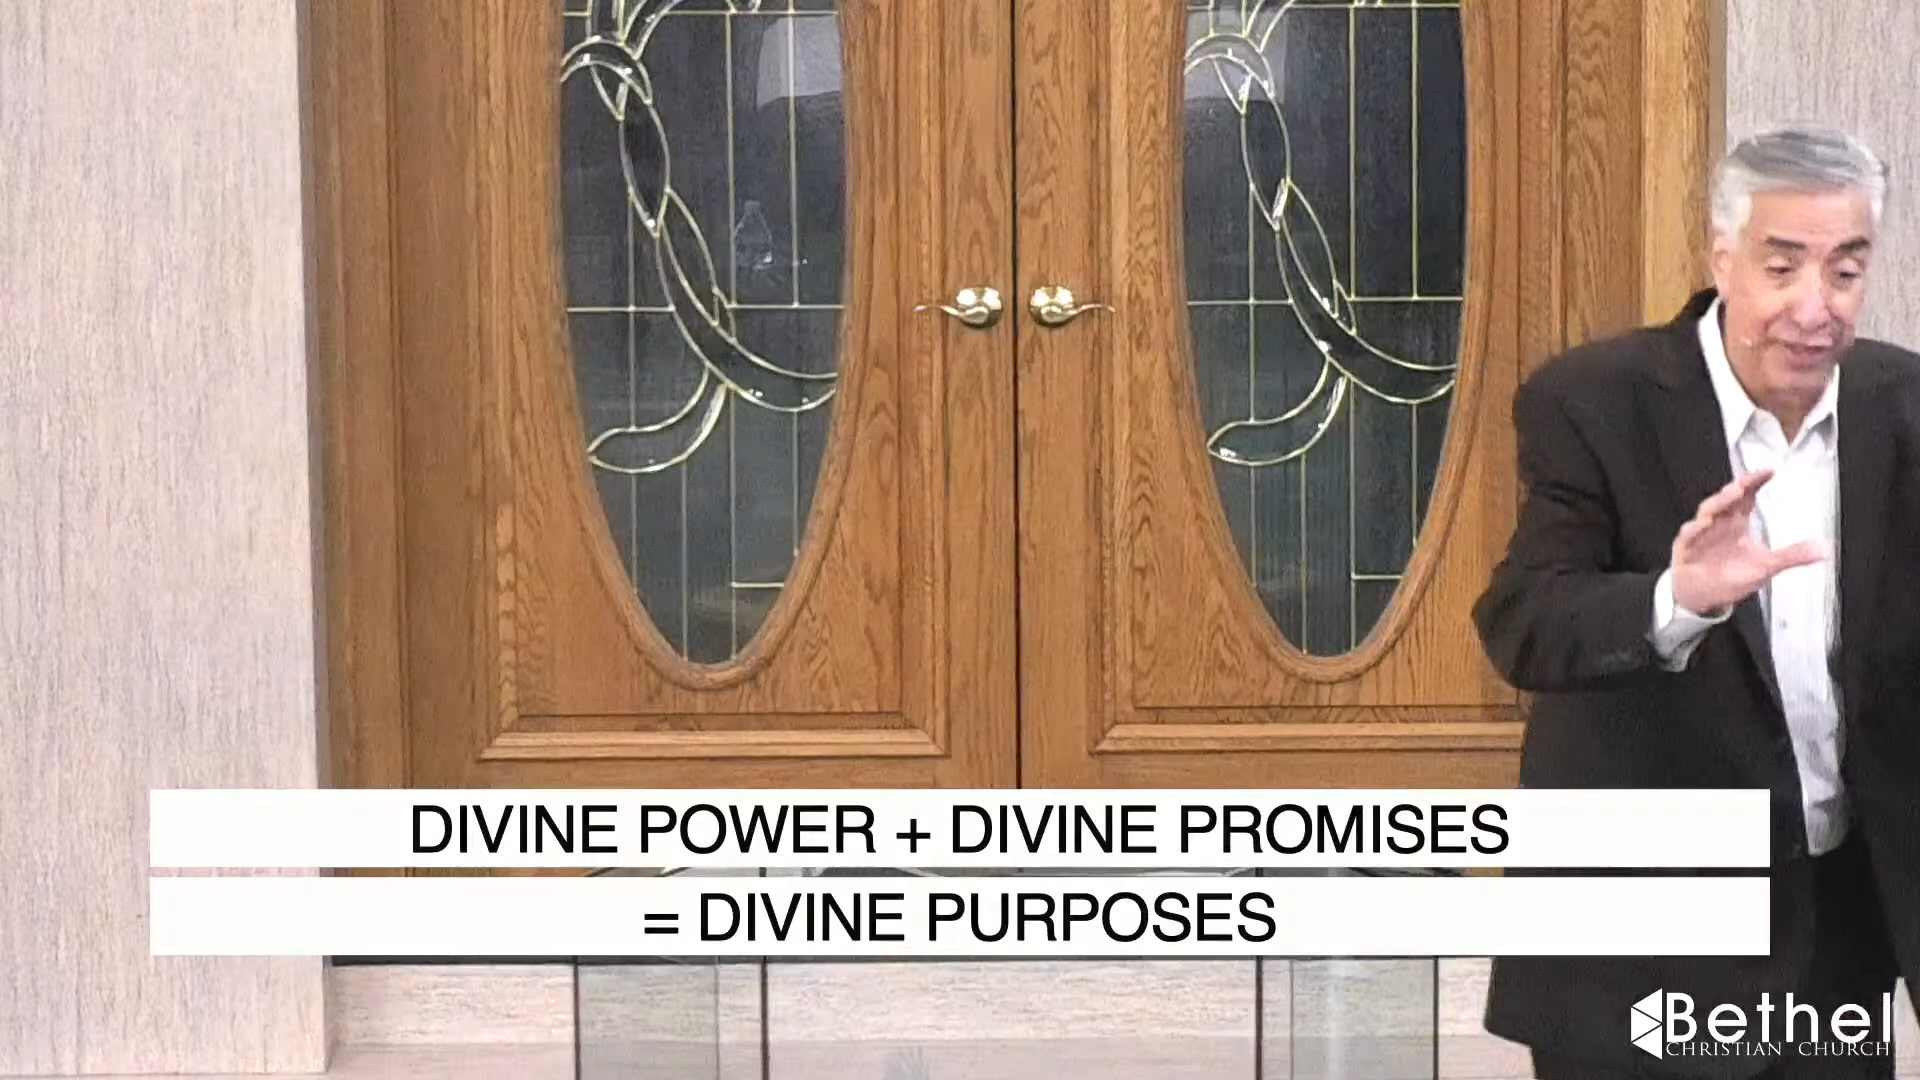 DIVINE POWER + DIVINE PROMISES
= DIVINE PURPOSES
Bethel
CHRISTIAN CHURCH